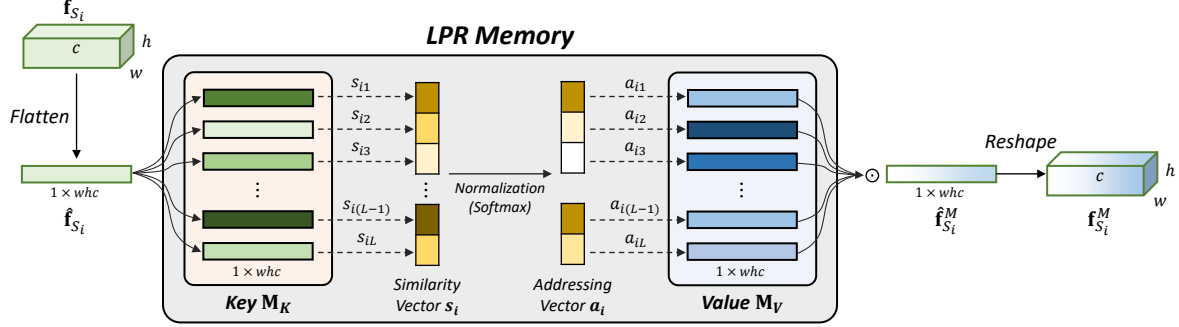 f_{S_i}
c
h
w
Flatten
1 × whc
f̂_{S_i}
LPR Memory
s_{i1}
s_{i2}
s_{i3}
⋮
s_{i(L−1)}
s_{iL}
1 × whc
Key M_K
Similarity
Vector s_i
Normalization
(Softmax)
Addressing
Vector a_i
a_{i1}
a_{i2}
a_{i3}
⋮
a_{i(L−1)}
a_{iL}
1 × whc
Value M_V
⊙
1 × whc
f̂^M_{S_i}
Reshape
c
h
w
f^M_{S_i}